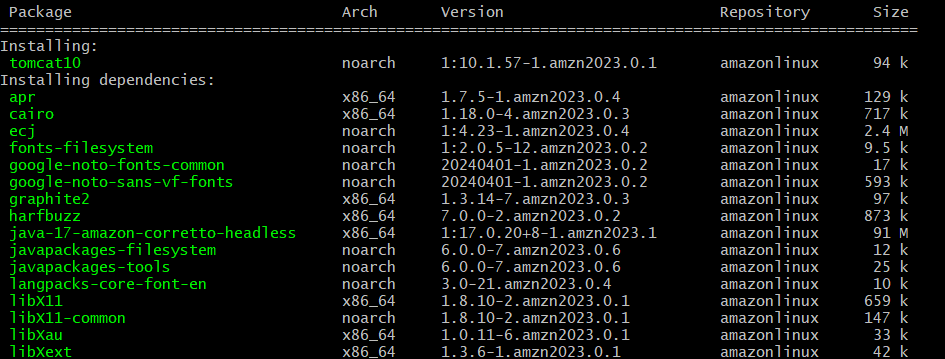 Package Arch Version Repository Size
================================================================================
Installing:
tomcat10 noarch 1:10.1.57-1.amzn2023.0.1 amazonlinux 94 k
Installing dependencies:
apr x86_64 1.7.5-1.amzn2023.0.4 amazonlinux 129 k
cairo x86_64 1.18.0-4.amzn2023.0.3 amazonlinux 717 k
ecj noarch 1:4.23-1.amzn2023.0.4 amazonlinux 2.4 M
fonts-filesystem noarch 1:2.0.5-12.amzn2023.0.2 amazonlinux 9.5 k
google-noto-fonts-common noarch 20240401-1.amzn2023.0.2 amazonlinux 17 k
google-noto-sans-vf-fonts noarch 20240401-1.amzn2023.0.2 amazonlinux 593 k
graphite2 x86_64 1.3.14-7.amzn2023.0.3 amazonlinux 97 k
harfbuzz x86_64 7.0.0-2.amzn2023.0.2 amazonlinux 873 k
java-17-amazon-corretto-headless x86_64 1:17.0.20+8-1.amzn2023.1 amazonlinux 91 M
javapackages-filesystem noarch 6.0.0-7.amzn2023.0.6 amazonlinux 12 k
javapackages-tools noarch 6.0.0-7.amzn2023.0.6 amazonlinux 25 k
langpacks-core-font-en noarch 3.0-21.amzn2023.0.4 amazonlinux 10 k
libX11 x86_64 1.8.10-2.amzn2023.0.1 amazonlinux 659 k
libX11-common noarch 1.8.10-2.amzn2023.0.1 amazonlinux 147 k
libXau x86_64 1.0.11-6.amzn2023.0.1 amazonlinux 33 k
libXext x86_64 1.3.6-1.amzn2023.0.1 amazonlinux 42 k